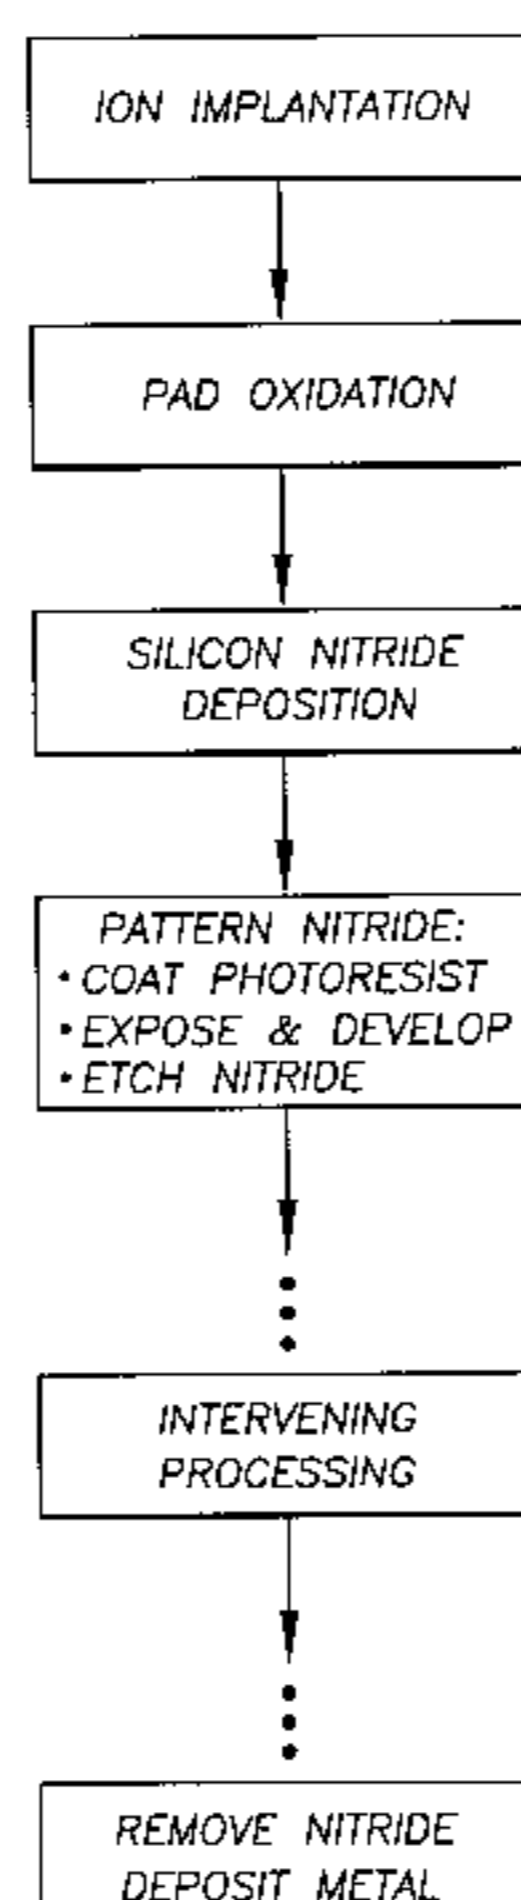 ION IMPLANTATION
PAD OXIDATION
SILICON NITRIDE
DEPOSITION
PATTERN NITRIDE:
• COAT PHOTORESIST
• EXPOSE & DEVELOP
• ETCH NITRIDE
INTERVENING
PROCESSING
REMOVE NITRIDE
DEPOSIT METAL